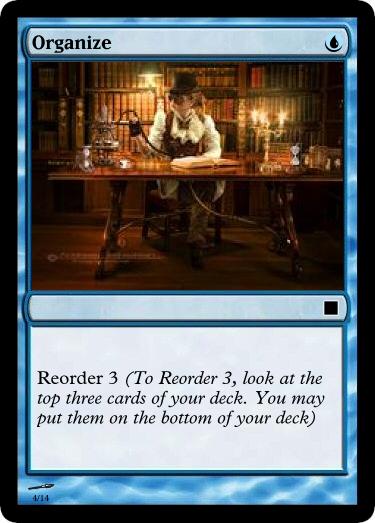 Organize
Reorder 3 (To Reorder 3, look at the
top three cards of your deck. You may
put them on the bottom of your deck)
4/14